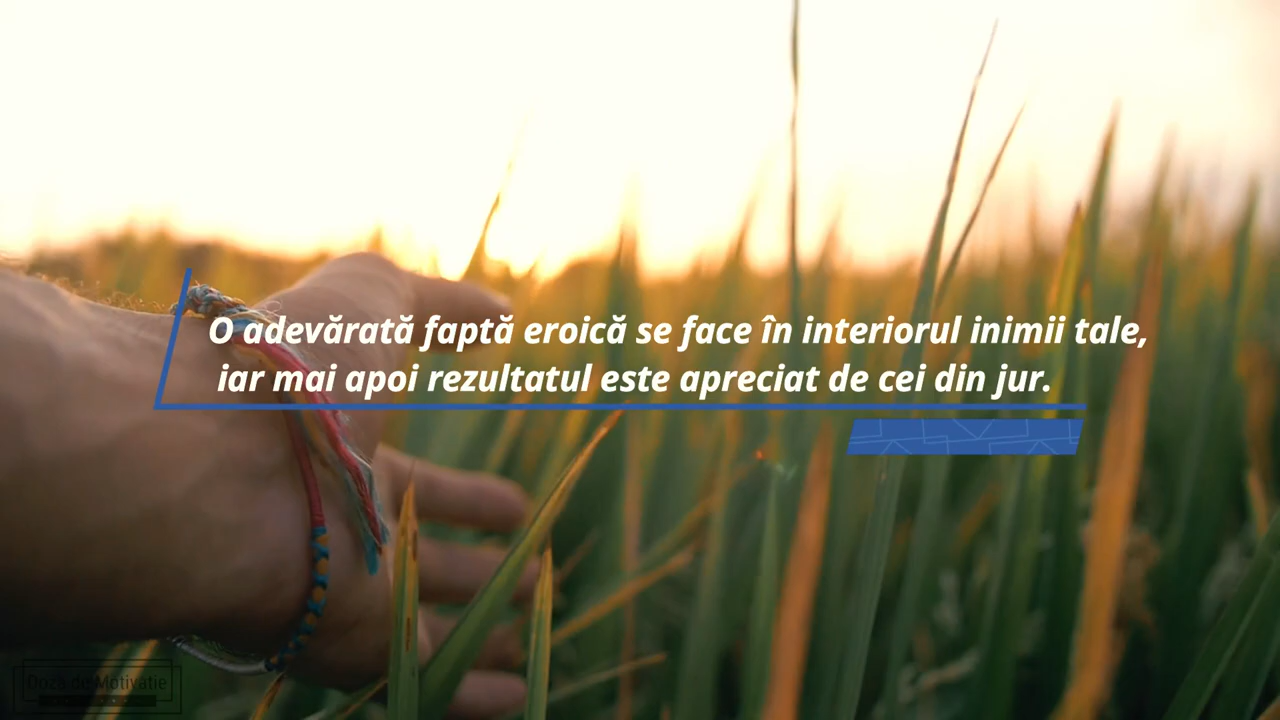 O adevărată faptă eroică se face în interiorul inimii tale,
iar mai apoi rezultatul este apreciat de cei din jur.
Doza de Motivatie